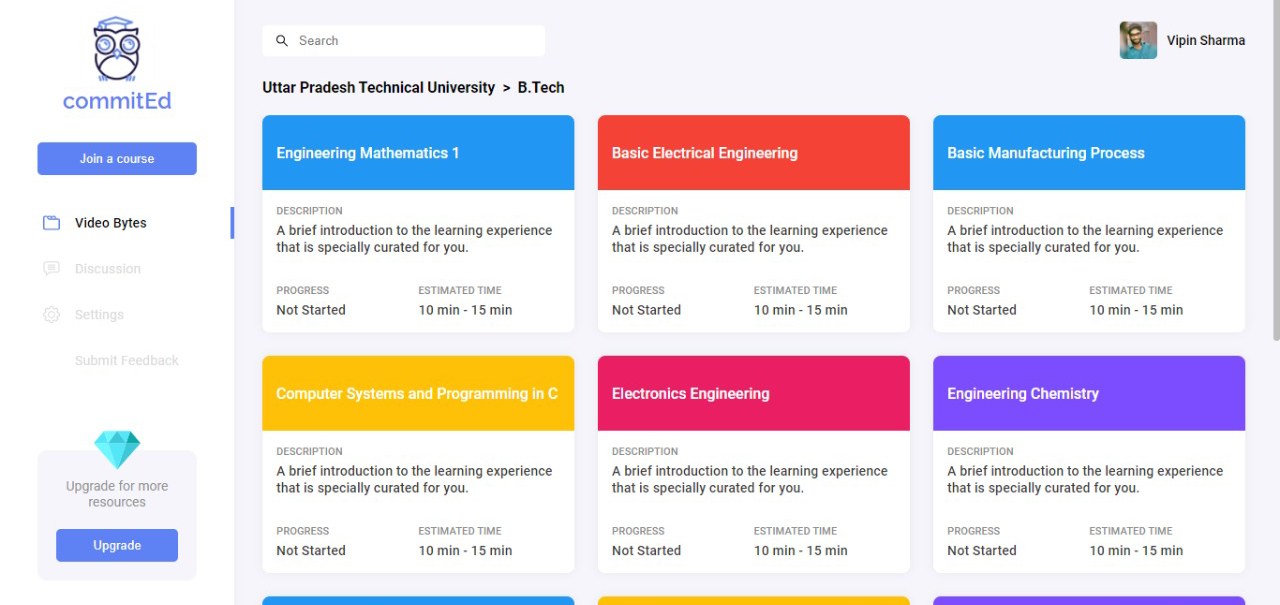 commitEd
Join a course
Video Bytes
Discussion
Settings
Submit Feedback
Upgrade for more
resources
Upgrade
Search
Vipin Sharma
Uttar Pradesh Technical University > B.Tech
Engineering Mathematics 1
DESCRIPTION
A brief introduction to the learning experience
that is specially curated for you.
PROGRESS
ESTIMATED TIME
Not Started
10 min - 15 min
Basic Electrical Engineering
DESCRIPTION
A brief introduction to the learning experience
that is specially curated for you.
PROGRESS
ESTIMATED TIME
Not Started
10 min - 15 min
Basic Manufacturing Process
DESCRIPTION
A brief introduction to the learning experience
that is specially curated for you.
PROGRESS
ESTIMATED TIME
Not Started
10 min - 15 min
Computer Systems and Programming in C
DESCRIPTION
A brief introduction to the learning experience
that is specially curated for you.
PROGRESS
ESTIMATED TIME
Not Started
10 min - 15 min
Electronics Engineering
DESCRIPTION
A brief introduction to the learning experience
that is specially curated for you.
PROGRESS
ESTIMATED TIME
Not Started
10 min - 15 min
Engineering Chemistry
DESCRIPTION
A brief introduction to the learning experience
that is specially curated for you.
PROGRESS
ESTIMATED TIME
Not Started
10 min - 15 min